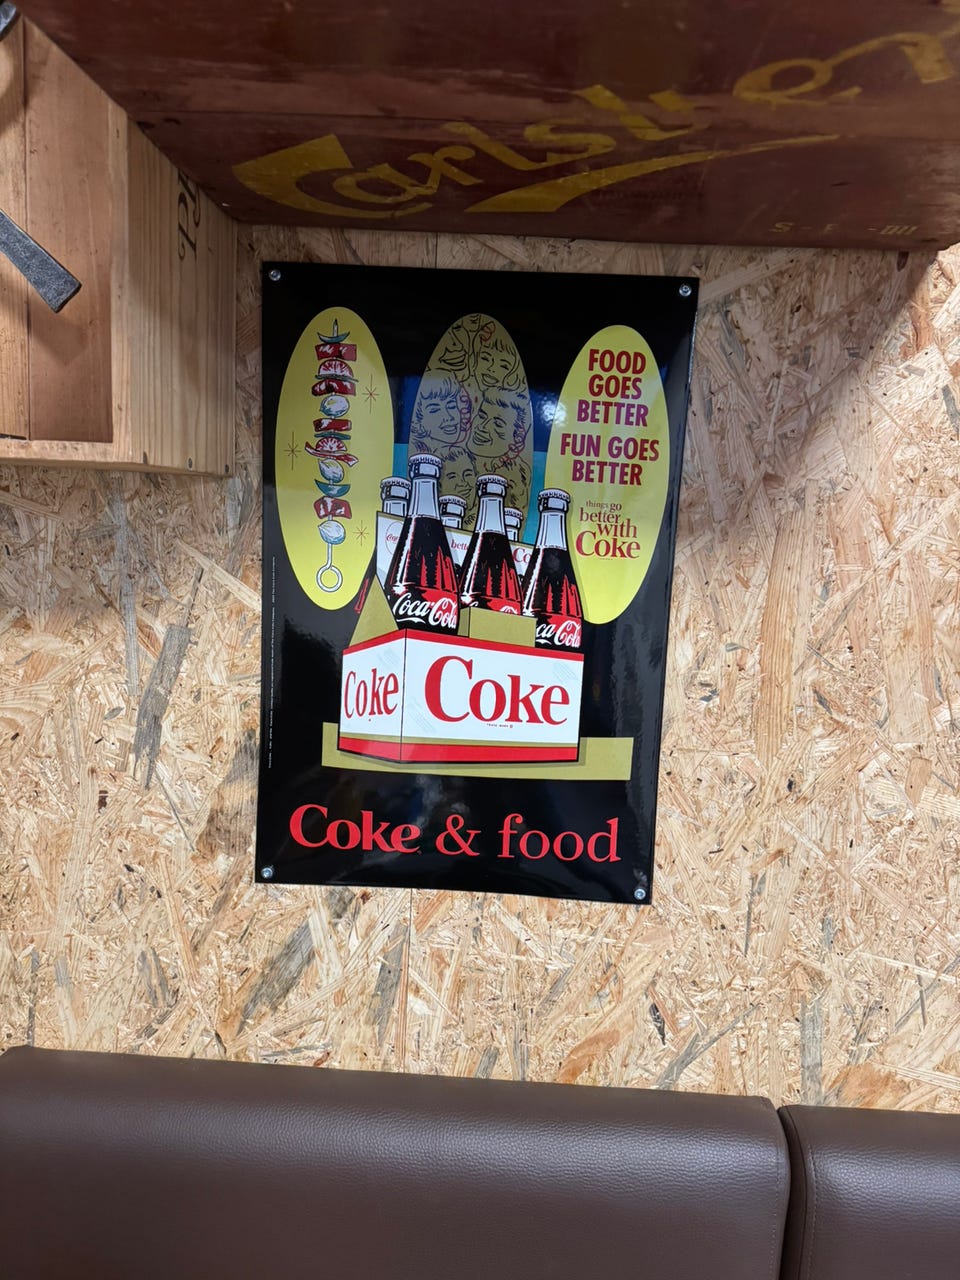 Carlsberg
FOOD
GOES
BETTER
FUN GOES
BETTER
things go
better
with
Coke
Coca-Cola
Coca-Cola
Coke
Coke
Coke & food